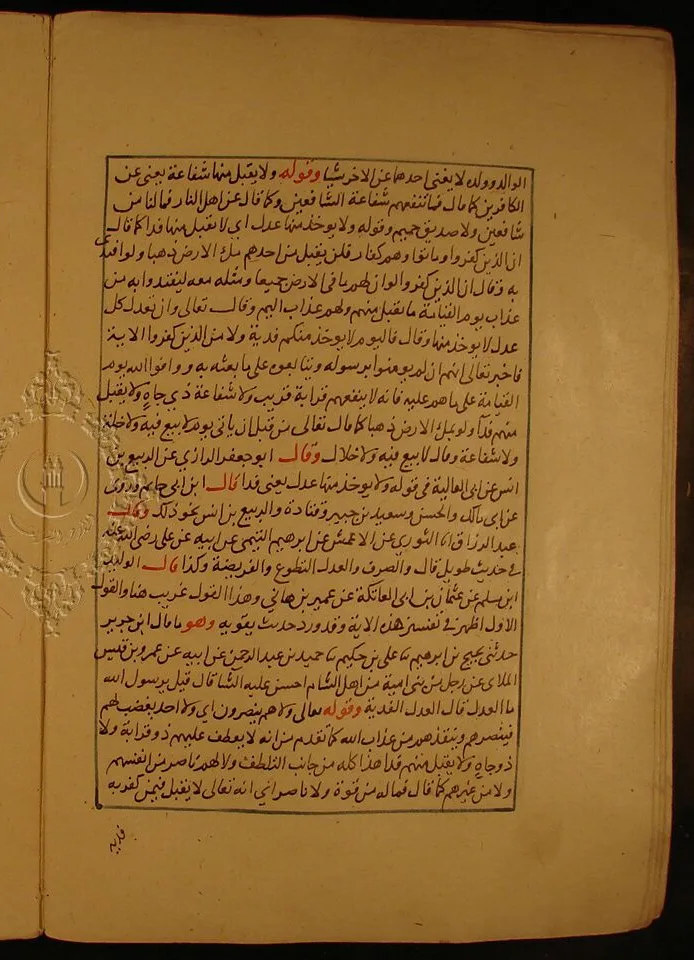 الوالد وولده لا يغني احدهما عن الاخر شيا وقوله ولا يقبل منها شفاعة يعني عن
الكافرين كما قال فما تنفعهم شفاعة الشافعين وكما قال عن اهل النار فما لنا من
شافعين ولا صديق حميم وقوله ولا يوخذ منها عدل اي لا يقبل منها فدا كما قال
ان الذين كفروا وماتوا وهم كفار فلن يقبل من احدهم ملء الارض ذهبا ولو افتدى
به وقال ان الذين كفروا لو ان لهم ما في الارض جميعا ومثله معه ليفتدوا به من
عذاب يوم القيامة ما يقبل منهم ولهم عذاب اليم وقال تعالى وان تعدل كل
عدل لا يوخذ منها وقال فاليوم لا يوخذ منكم فدية ولا من الذين كفروا الاية
فاخبر تعالى انهم ان لم يومنوا برسوله ويتابعوه على ما بعثه به ووافوا الله يوم
القيامة على ما هم عليه فانه لا ينفعهم قرابة قريب ولا شفاعة ذي جاه ولا يقبل
منهم فدآ ولو بملء الارض ذهبا كما قال تعالى من قبل ان ياتي يوم لا بيع فيه ولا خلة
ولا شفاعة وقال لا بيع فيه ولا خلال وقال ابو جعفر الرازي عن الربيع بن
انس عن ابي العالية في قوله ولا يوخذ منها عدل يعني فدا قال ابن ابي حاتم وروى
عن ابي مالك والحسن وسعيد بن جبير وقتادة والربيع بن انس نحو ذلك وقال
عبد الرزاق انا الثوري عن الاعمش عن ابرهيم التيمي عن ابيه عن علي رضي الله عنه
في حديث طويل قال والصرف والعدل التطوع والفريضة وكذا قال الوليد
ابن مسلم عن عثمان بن ابي العاتكة عن عمير بن هاني وهذا القول غريب هنا والقول
الاول اظهر في تفسير هذه الاية وقد ورد حديث يقويه وهو ما قال ابن جرير
حدثني نجيح بن ابرهيم ثنا علي بن حكيم ثنا حميد بن عبد الرحمن عن ابيه عن عمرو بن قيس
الملاي عن رجل من بني امية من اهل الشام احسن عليه الثنا قال قيل يرسول الله
ما العدل قال العدل الفدية وقوله تعالى ولا هم ينصرون اي ولا احد يغضب لهم
فينصرهم وينقذهم من عذاب الله كما تقدم من انه لا يعطف عليهم ذو قرابة ولا
ذو جاه ولا يقبل منهم فدا هذا كله من جانب التلطف ولا لهم ناصر من انفسهم
ولا من غيرهم كما قال فما له من قوة ولا ناصر اي انه تعالى لا يقبل فيمن كفر به
فدية